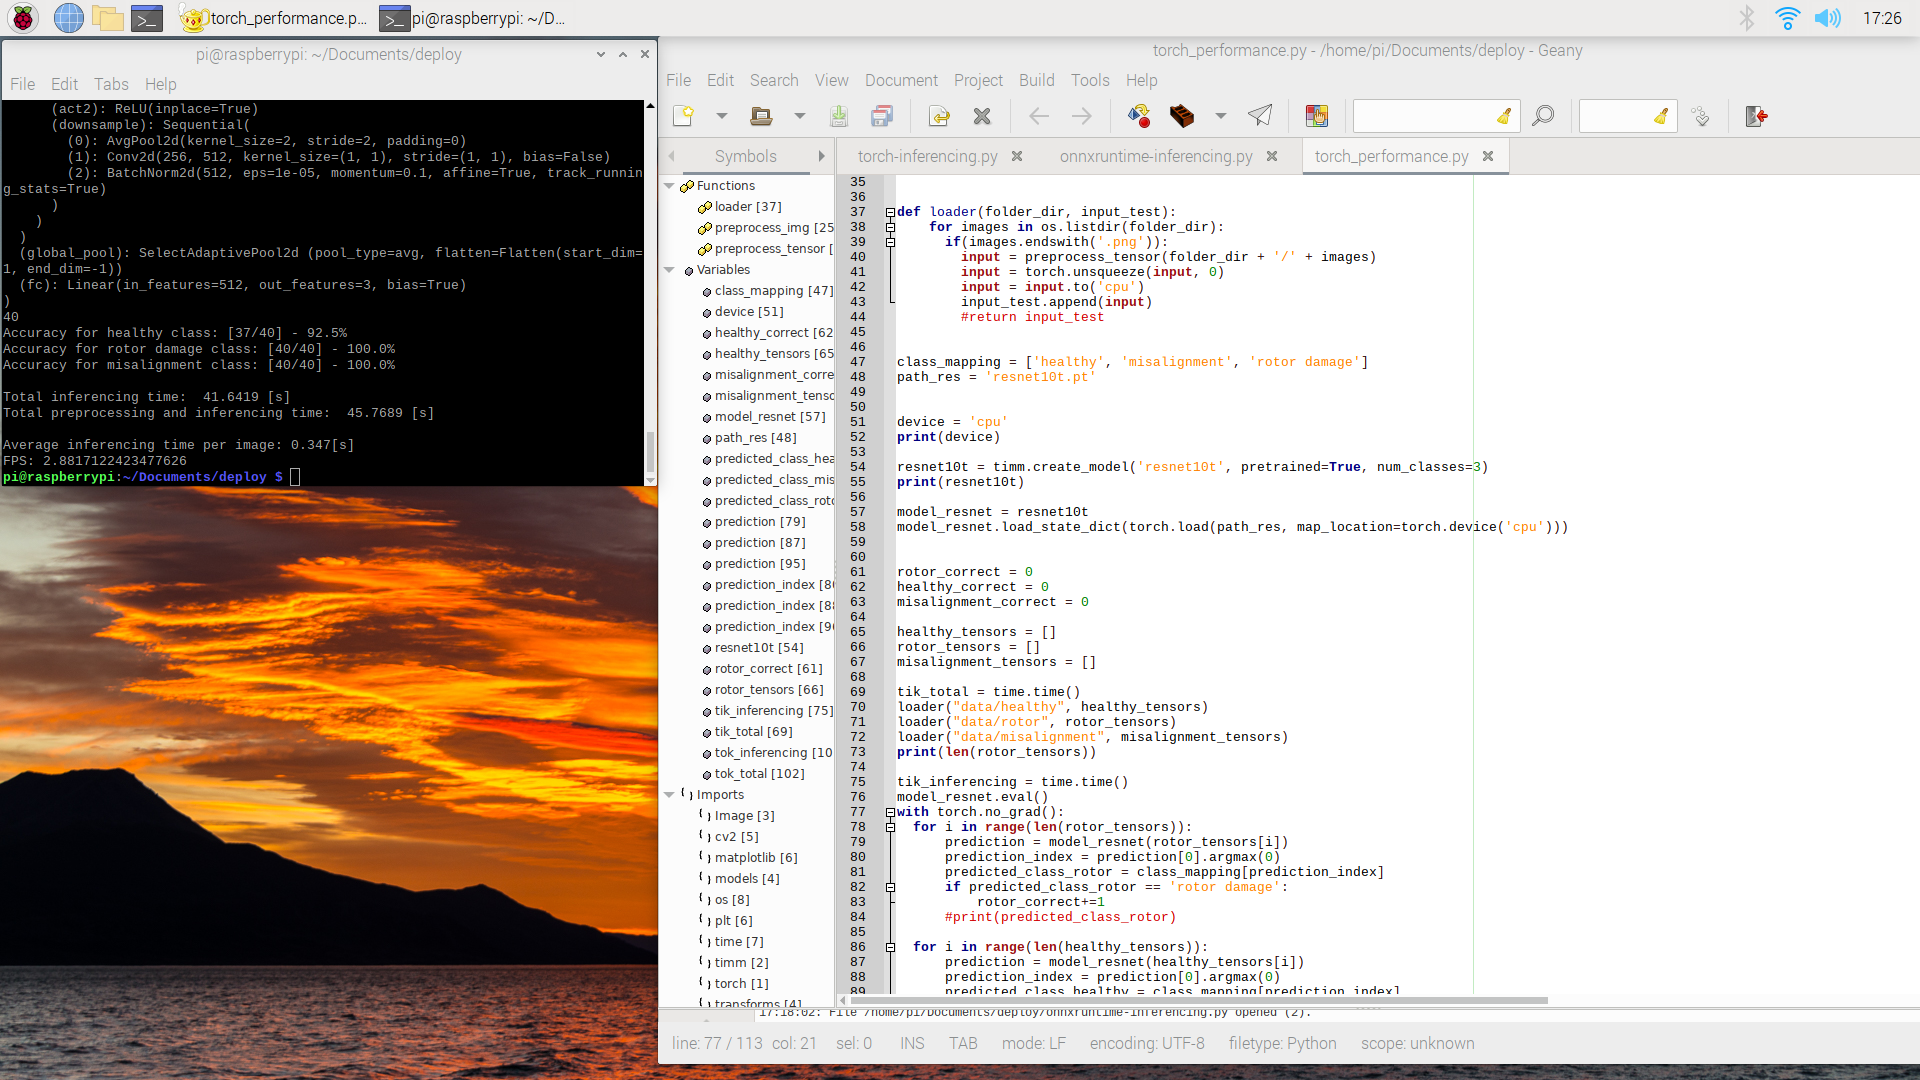 torch_performance.p...
pi@raspberrypi: ~/D...
17:26
pi@raspberrypi: ~/Documents/deploy
File Edit Tabs Help
(act2): ReLU(inplace=True)
(downsample): Sequential(
(0): AvgPool2d(kernel_size=2, stride=2, padding=0)
(1): Conv2d(256, 512, kernel_size=(1, 1), stride=(1, 1), bias=False)
(2): BatchNorm2d(512, eps=1e-05, momentum=0.1, affine=True, track_runnin
g_stats=True)
)
)
)
(global_pool): SelectAdaptivePool2d (pool_type=avg, flatten=Flatten(start_dim=
1, end_dim=-1))
(fc): Linear(in_features=512, out_features=3, bias=True)
)
40
Accuracy for healthy class: [37/40] - 92.5%
Accuracy for rotor damage class: [40/40] - 100.0%
Accuracy for misalignment class: [40/40] - 100.0%
Total inferencing time:  41.6419 [s]
Total preprocessing and inferencing time:  45.7689 [s]
Average inferencing time per image: 0.347[s]
FPS: 2.8817122423477626
pi@raspberrypi:~/Documents/deploy $
torch_performance.py - /home/pi/Documents/deploy - Geany
File Edit Search View Document Project Build Tools Help
Symbols
torch-inferencing.py
onnxruntime-inferencing.py
torch_performance.py
Functions
loader [37]
preprocess_img [25
preprocess_tensor [
Variables
class_mapping [47]
device [51]
healthy_correct [62
healthy_tensors [65
misalignment_corre
misalignment_tenso
model_resnet [57]
path_res [48]
predicted_class_hea
predicted_class_mis
predicted_class_roto
prediction [79]
prediction [87]
prediction [95]
prediction_index [80
prediction_index [88
prediction_index [96
resnet10t [54]
rotor_correct [61]
rotor_tensors [66]
tik_inferencing [75]
tik_total [69]
tok_inferencing [10
tok_total [102]
Imports
Image [3]
cv2 [5]
matplotlib [6]
models [4]
os [8]
plt [6]
time [7]
timm [2]
torch [1]
transforms [4]
35
36
37 def loader(folder_dir, input_test):
38 for images in os.listdir(folder_dir):
39 if(images.endswith('.png')):
40 input = preprocess_tensor(folder_dir + '/' + images)
41 input = torch.unsqueeze(input, 0)
42 input = input.to('cpu')
43 input_test.append(input)
44 #return input_test
45
46
47 class_mapping = ['healthy', 'misalignment', 'rotor damage']
48 path_res = 'resnet10t.pt'
49
50
51 device = 'cpu'
52 print(device)
53
54 resnet10t = timm.create_model('resnet10t', pretrained=True, num_classes=3)
55 print(resnet10t)
56
57 model_resnet = resnet10t
58 model_resnet.load_state_dict(torch.load(path_res, map_location=torch.device('cpu')))
59
60
61 rotor_correct = 0
62 healthy_correct = 0
63 misalignment_correct = 0
64
65 healthy_tensors = []
66 rotor_tensors = []
67 misalignment_tensors = []
68
69 tik_total = time.time()
70 loader("data/healthy", healthy_tensors)
71 loader("data/rotor", rotor_tensors)
72 loader("data/misalignment", misalignment_tensors)
73 print(len(rotor_tensors))
74
75 tik_inferencing = time.time()
76 model_resnet.eval()
77 with torch.no_grad():
78 for i in range(len(rotor_tensors)):
79 prediction = model_resnet(rotor_tensors[i])
80 prediction_index = prediction[0].argmax(0)
81 predicted_class_rotor = class_mapping[prediction_index]
82 if predicted_class_rotor == 'rotor damage':
83 rotor_correct+=1
84 #print(predicted_class_rotor)
85
86 for i in range(len(healthy_tensors)):
87 prediction = model_resnet(healthy_tensors[i])
88 prediction_index = prediction[0].argmax(0)
89 predicted_class_healthy = class_mapping[prediction_index]
17:18:02: File /home/pi/Documents/deploy/onnxruntime-inferencing.py opened (2).
line: 77 / 113 col: 21 sel: 0 INS TAB mode: LF encoding: UTF-8 filetype: Python scope: unknown